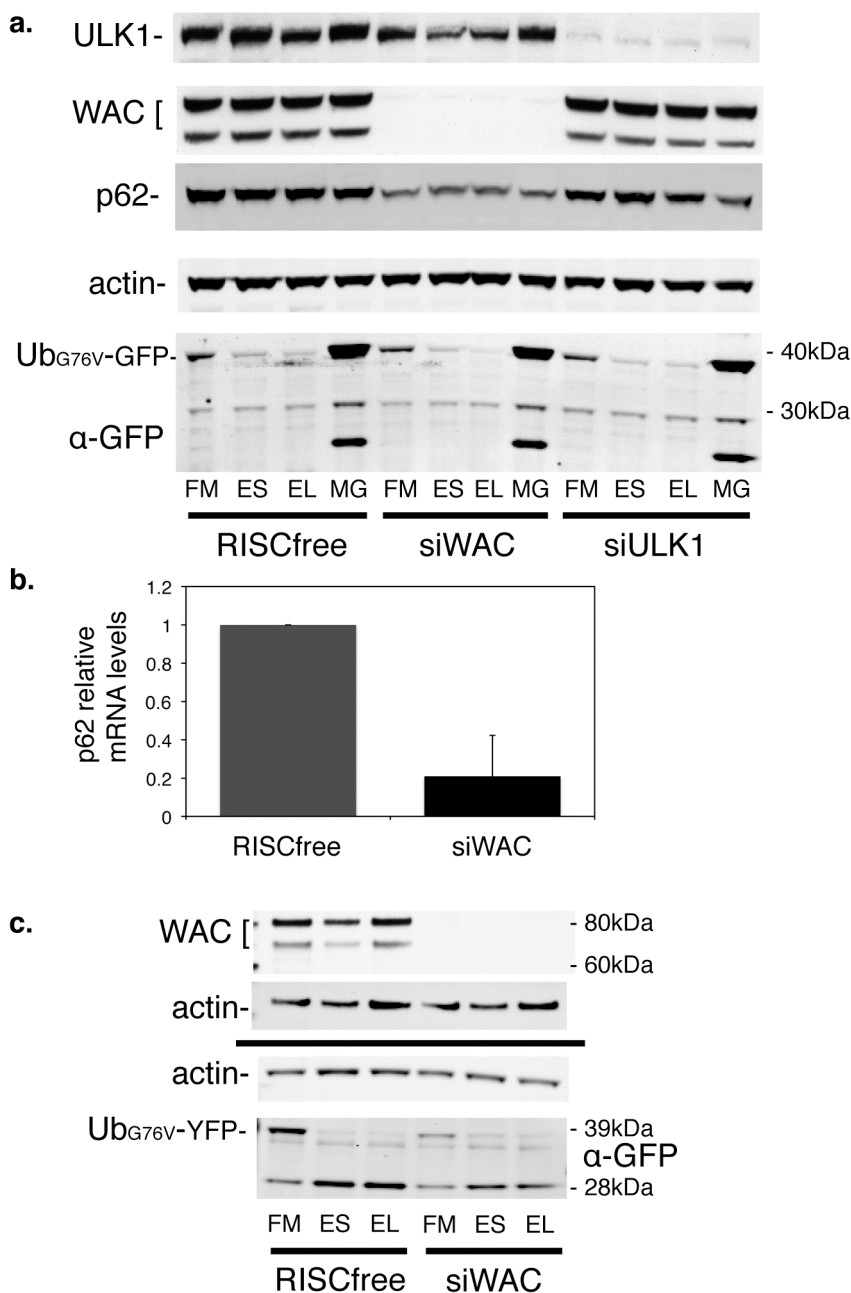 a.
ULK1-
WAC [
p62-
actin-
UbG76V-GFP-
- 40kDa
- 30kDa
α-GFP
FM ES EL MG FM ES EL MG FM ES EL MG
RISCfree siWAC siULK1
b.
p62 relative
mRNA levels
1.2
1
0.8
0.6
0.4
0.2
0
RISCfree siWAC
c.
WAC [
- 80kDa
- 60kDa
actin-
actin-
UbG76V-YFP-
- 39kDa
α-GFP
- 28kDa
FM ES EL FM ES EL
RISCfree siWAC